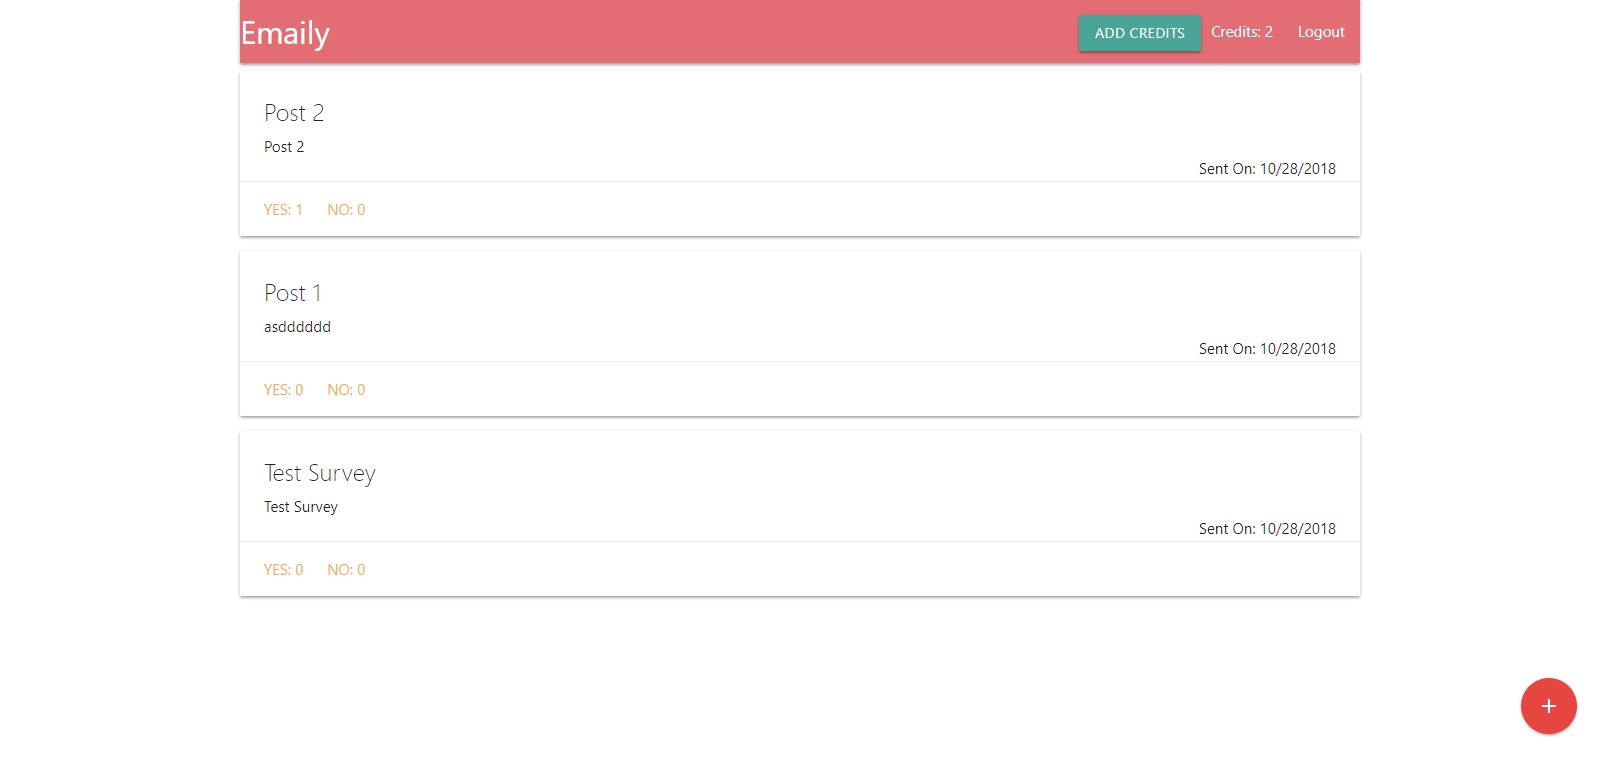 Emaily
ADD CREDITS Credits: 2 Logout
Post 2
Post 2
Sent On: 10/28/2018
YES: 1 NO: 0
Post 1
asdddddd
Sent On: 10/28/2018
YES: 0 NO: 0
Test Survey
Test Survey
Sent On: 10/28/2018
YES: 0 NO: 0
+